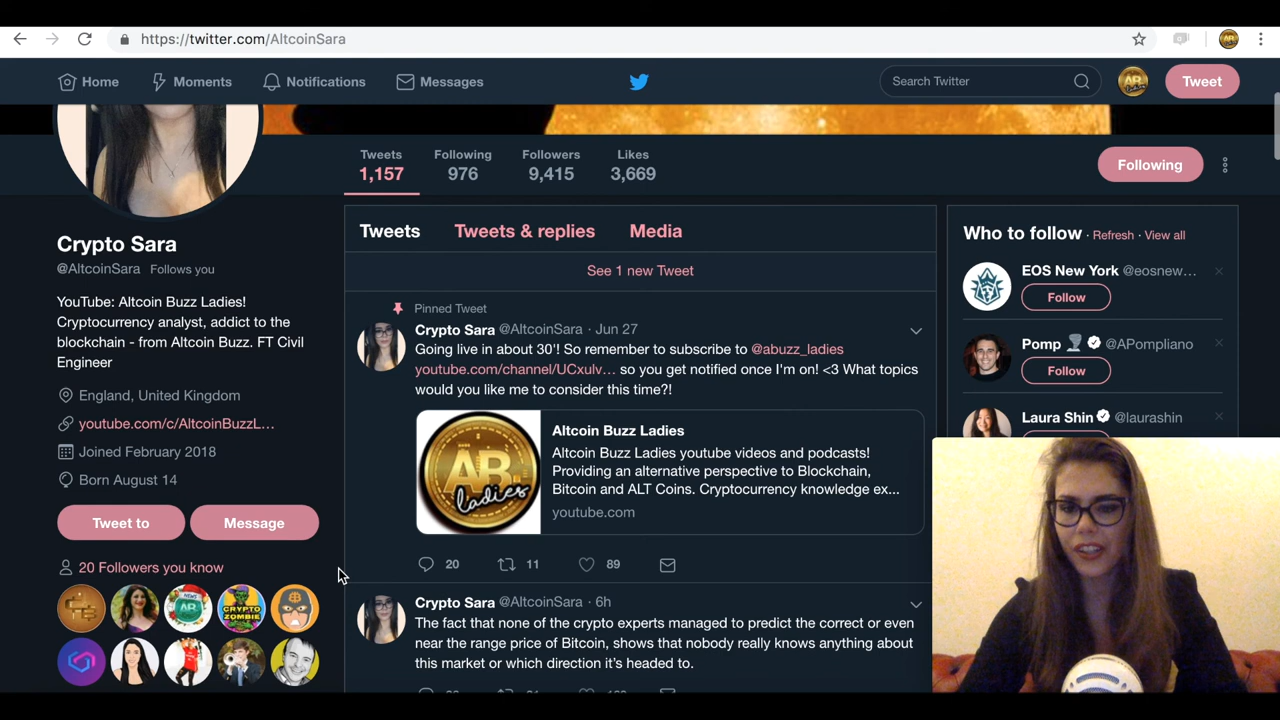 https://twitter.com/AltcoinSara
Home
Moments
Notifications
Messages
Search Twitter
AB
Tweet
Tweets
Following
Followers
Likes
1,157
976
9,415
3,669
Following
Crypto Sara
@AltcoinSara Follows you
YouTube: Altcoin Buzz Ladies!
Cryptocurrency analyst, addict to the
blockchain - from Altcoin Buzz. FT Civil
Engineer
England, United Kingdom
youtube.com/c/AltcoinBuzzL…
Joined February 2018
Born August 14
Tweet to
Message
20 Followers you know
AB
NEWS
CRYPTO
ZOMBIE
Tweets
Tweets & replies
Media
See 1 new Tweet
Pinned Tweet
Crypto Sara @AltcoinSara · Jun 27
Going live in about 30'! So remember to subscribe to @abuzz_ladies
youtube.com/channel/UCxulv… so you get notified once I'm on! <3 What topics
would you like me to consider this time?!
AB
ladies
Altcoin Buzz Ladies
Altcoin Buzz Ladies youtube videos and podcasts!
Providing an alternative perspective to Blockchain,
Bitcoin and ALT Coins. Cryptocurrency knowledge ex...
youtube.com
20
11
89
Crypto Sara @AltcoinSara · 6h
The fact that none of the crypto experts managed to predict the correct or even
near the range price of Bitcoin, shows that nobody really knows anything about
this market or which direction it's headed to.
Who to follow · Refresh · View all
EOS New York @eosnew…
Follow
Pomp @APompliano
Follow
Laura Shin @laurashin